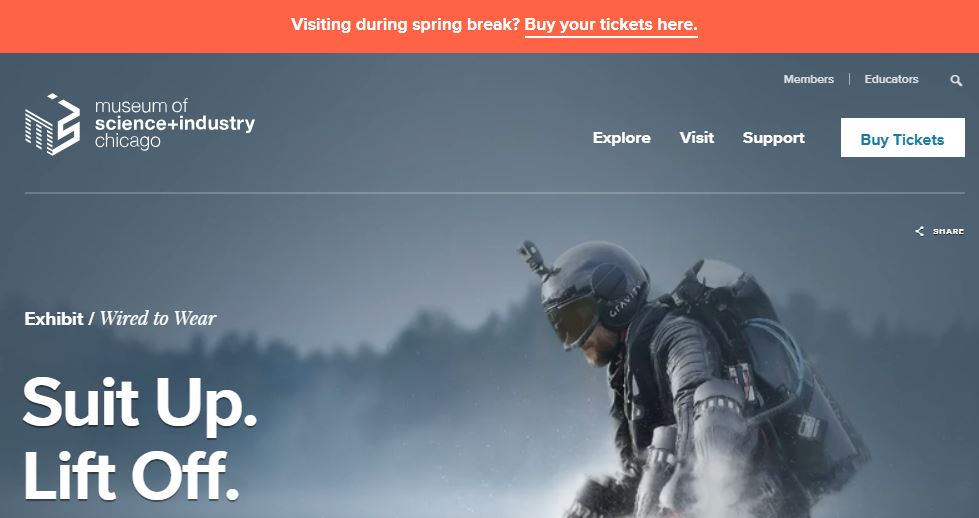 Visiting during spring break? Buy your tickets here.
Members | Educators
museum of
science+industry
chicago
Explore Visit Support Buy Tickets
SHARE
GRAVITY
Exhibit / Wired to Wear
Suit Up.
Lift Off.